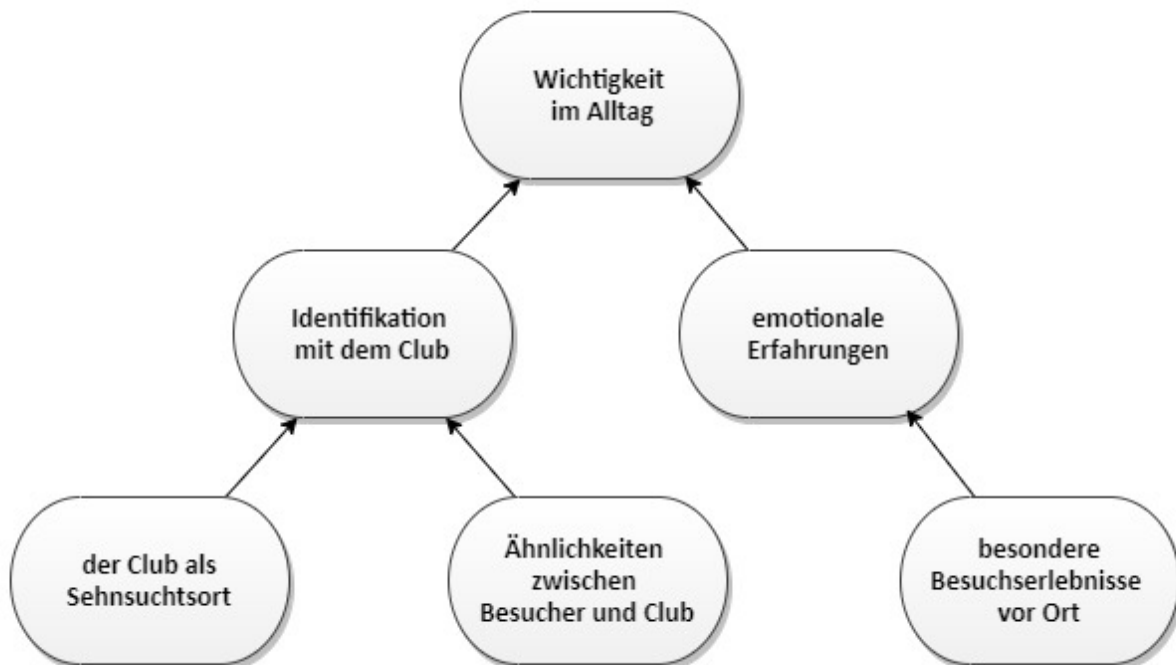 Wichtigkeit
im Alltag
Identifikation
mit dem Club
emotionale
Erfahrungen
der Club als
Sehnsuchtsort
Ähnlichkeiten
zwischen
Besucher und Club
besondere
Besuchserlebnisse
vor Ort